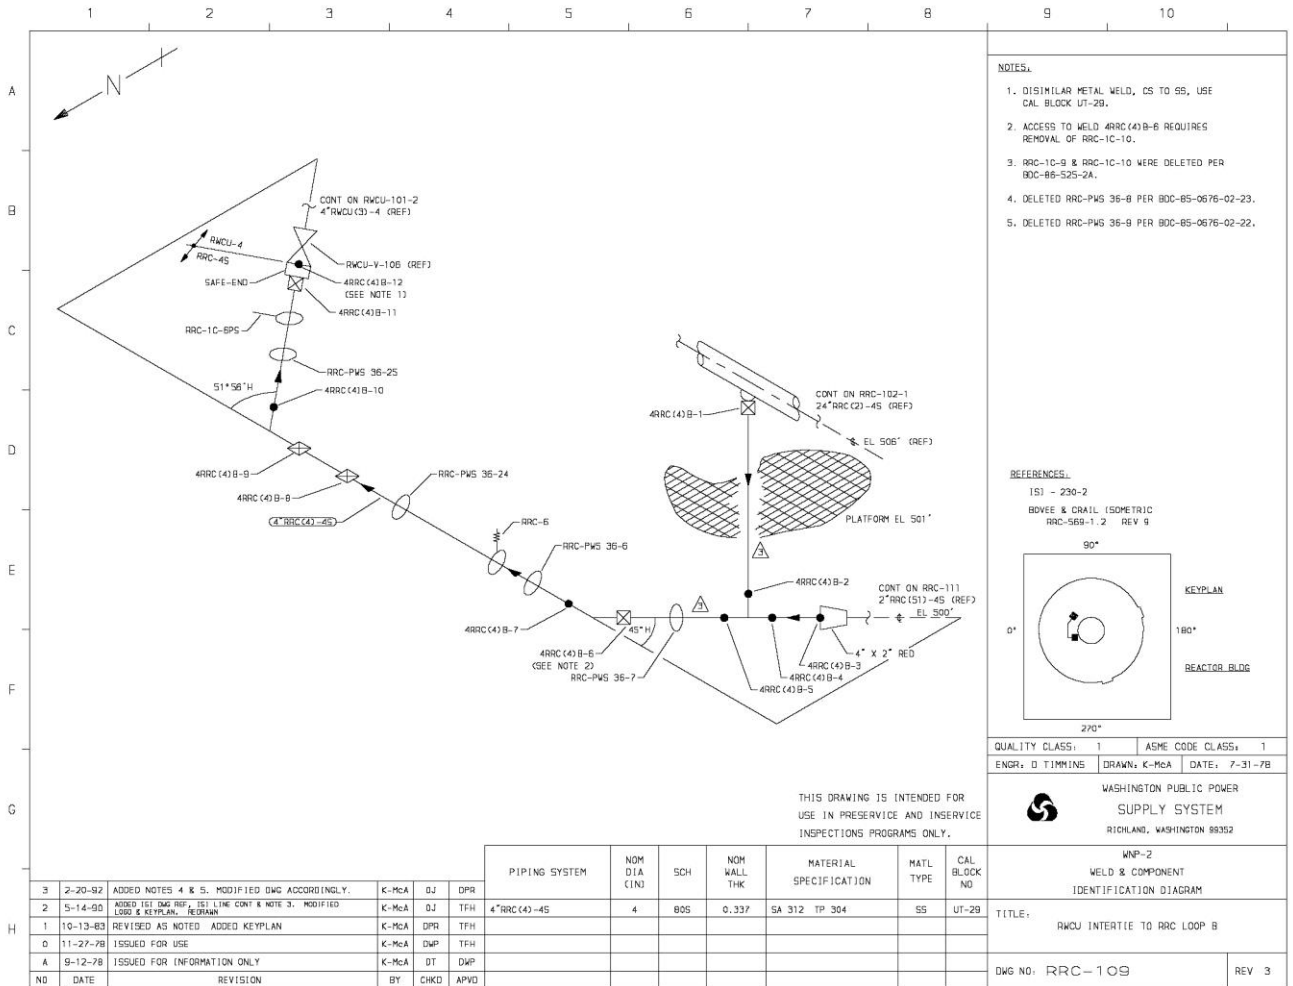 1 2 3 4 5 6 7 8 9 10
A
B
C
D
E
F
G
H
N
CONT ON RWCU-101-2
4"RWCU(3)-4 (REF)
RWCU-4
RRC-4S
RWCU-V-106 (REF)
SAFE-END
4RRC(4)B-12
(SEE NOTE 1)
4RRC(4)B-11
RRC-1C-6PS
RRC-PWS 36-25
51°56'H
4RRC(4)B-10
4RRC(4)B-9
4RRC(4)B-8
4"RRC(4)-4S
RRC-PWS 36-24
RRC-6
RRC-PWS 36-6
4RRC(4)B-7
4RRC(4)B-6
(SEE NOTE 2)
45°H
RRC-PWS 36-7
CONT ON RRC-102-1
24"RRC(2)-4S (REF)
4RRC(4)B-1
EL 506' (REF)
PLATFORM EL 501'
3
4RRC(4)B-2
3
CONT ON RRC-111
2"RRC(51)-4S (REF)
EL 500'
4" X 2" RED
4RRC(4)B-3
4RRC(4)B-4
4RRC(4)B-5
THIS DRAWING IS INTENDED FOR
USE IN PRESERVICE AND INSERVICE
INSPECTIONS PROGRAMS ONLY.
NOTES:
1. DISIMILAR METAL WELD, CS TO SS, USE
CAL BLOCK UT-29.
2. ACCESS TO WELD 4RRC(4)B-6 REQUIRES
REMOVAL OF RRC-1C-10.
3. RRC-1C-9 & RRC-1C-10 WERE DELETED PER
BDC-86-525-2A.
4. DELETED RRC-PWS 36-8 PER BDC-85-0676-02-23.
5. DELETED RRC-PWS 36-9 PER BDC-85-0676-02-22.
REFERENCES:
ISI - 230-2
BOVEE & CRAIL ISOMETRIC
RRC-569-1.2 REV 9
90°
KEYPLAN
0°
180°
REACTOR BLDG
270°
QUALITY CLASS: 1 ASME CODE CLASS: 1
ENGR: D TIMMINS DRAWN: K-McA DATE: 7-31-78
WASHINGTON PUBLIC POWER
SUPPLY SYSTEM
RICHLAND, WASHINGTON 99352
WNP-2
WELD & COMPONENT
IDENTIFICATION DIAGRAM
TITLE:
RWCU INTERTIE TO RRC LOOP B
DWG NO: RRC-109 REV 3
PIPING SYSTEM NOM DIA (IN) SCH NOM WALL THK MATERIAL SPECIFICATION MATL TYPE CAL BLOCK NO
4"RRC(4)-4S 4 80S 0.337 SA 312 TP 304 SS UT-29
3 2-20-92 ADDED NOTES 4 & 5. MODIFIED DWG ACCORDINGLY. K-McA DJ DPR
2 5-14-90 ADDED ISI DWG REF, ISI LINE CONT & NOTE 3. MODIFIED LOGO & KEYPLAN. REDRAWN K-McA DJ TFH
1 10-13-83 REVISED AS NOTED ADDED KEYPLAN K-McA DPR TFH
0 11-27-78 ISSUED FOR USE K-McA DWP TFH
A 9-12-78 ISSUED FOR INFORMATION ONLY K-McA DT DWP
NO DATE REVISION BY CHKD APVD